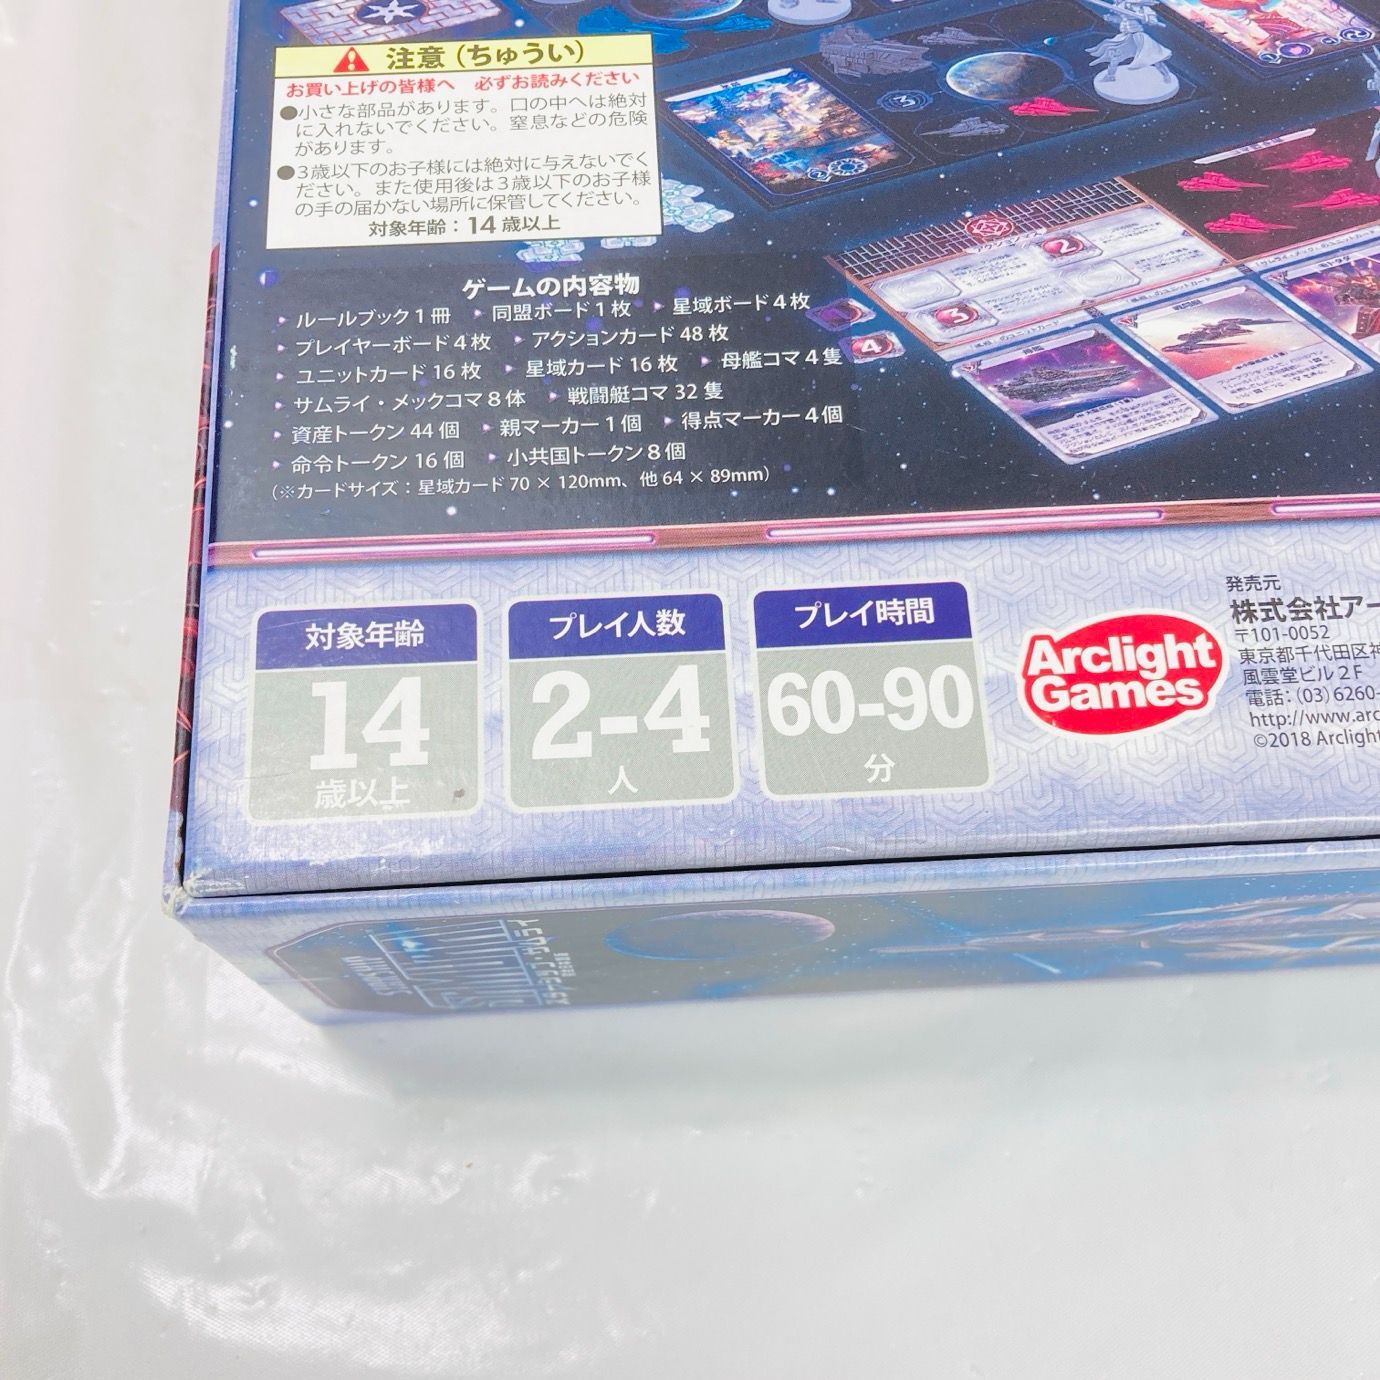 注意（ちゅうい）
お買い上げの皆様へ　必ずお読みください
●小さな部品があります。口の中へは絶対
に入れないでください。窒息などの危険
があります。
●3歳以下のお子様には絶対に与えないでく
ださい。また使用後は3歳以下のお子様
の手の届かない場所に保管してください。
対象年齢：14歳以上
ゲームの内容物
▸ ルールブック1冊　▸ 同盟ボード1枚　▸ 星域ボード4枚
▸ プレイヤーボード4枚　▸ アクションカード48枚
▸ ユニットカード16枚　▸ 星域カード16枚　▸ 母艦コマ4隻
▸ サムライ・メックコマ8体　▸ 戦闘艇コマ32隻
▸ 資産トークン44個　▸ 親マーカー1個　▸ 得点マーカー4個
▸ 命令トークン16個　▸ 小共国トークン8個
（※カードサイズ：星域カード70 × 120mm、他64 × 89mm）
2
3
4
母艦
戦闘艇
対象年齢
14
歳以上
プレイ人数
2-4
人
プレイ時間
60-90
分
Arclight
Games
発売元
株式会社アー
〒101-0052
東京都千代田区神
風雲堂ビル2F
電話：(03)6260-
http://www.arc
©2018 Arclight